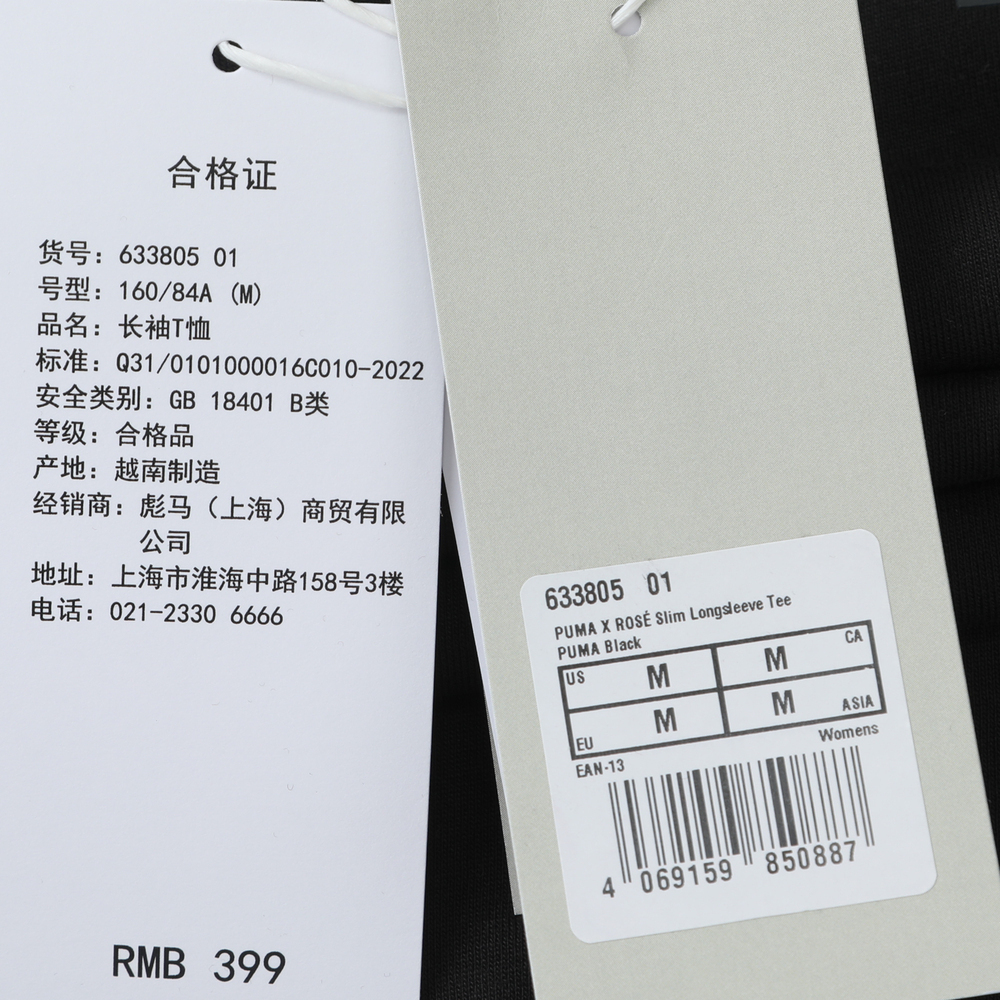 合格证
货号：633805 01
号型：160/84A (M)
品名：长袖T恤
标准：Q31/0101000016C010-2022
安全类别：GB 18401 B类
等级：合格品
产地：越南制造
经销商：彪马（上海）商贸有限
公司
地址：上海市淮海中路158号3楼
电话：021-2330 6666
RMB 399
633805 01
PUMA X ROSÉ Slim Longsleeve Tee
PUMA Black
US M M CA
EU M M ASIA
Womens
EAN-13
4 069159 850887